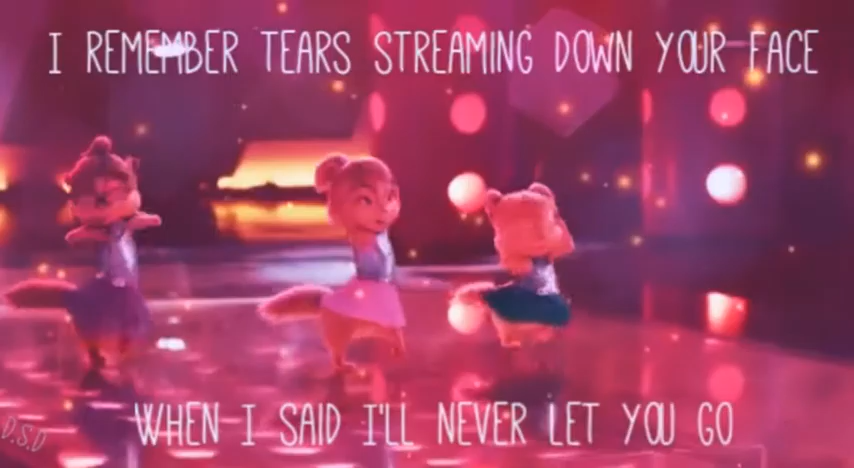 I REMEMBER TEARS STREAMING DOWN YOUR FACE
WHEN I SAID I'LL NEVER LET YOU GO
D.S.D